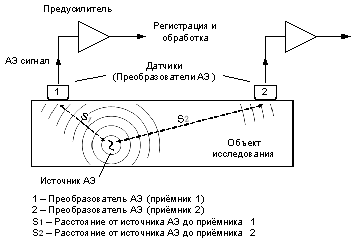 Предусилитель
Регистрация и
обработка
АЭ сигнал
Датчики
(Преобразователи АЭ )
1
2
S
S2
Объект
исследования
Источник АЭ
1 – Преобразователь АЭ (приёмник 1)
2 – Преобразователь АЭ (приёмник 2)
S1 – Расстояние от источника АЭ до приёмника 1
S2 – Расстояние от источника АЭ до приёмника 2